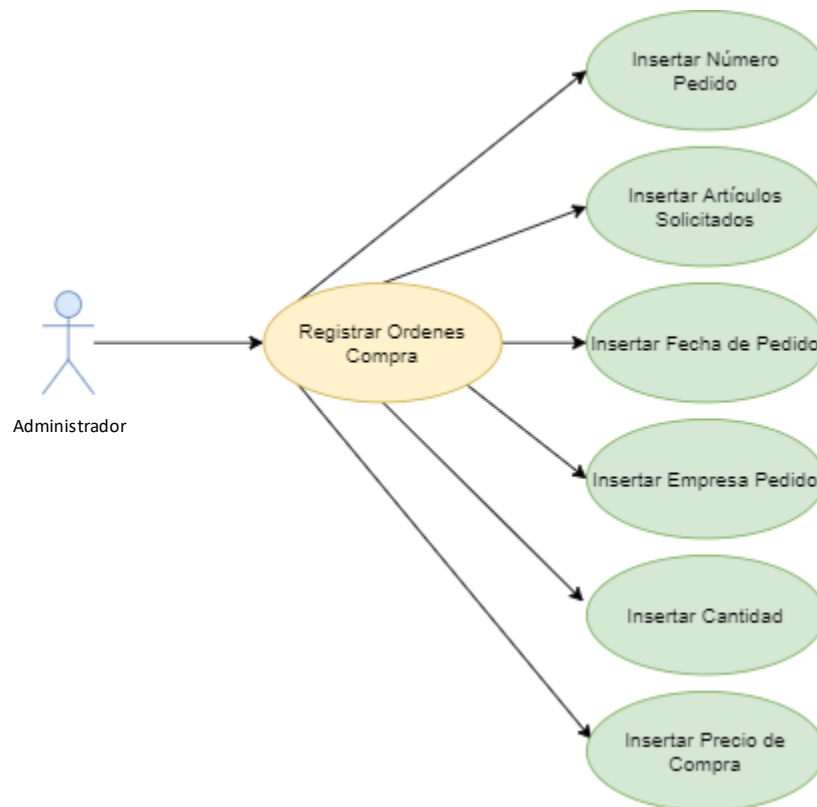 Insertar Número
Pedido
Insertar Artículos
Solicitados
Registrar Ordenes
Compra
Insertar Fecha de Pedido
Administrador
Insertar Empresa Pedido
Insertar Cantidad
Insertar Precio de
Compra